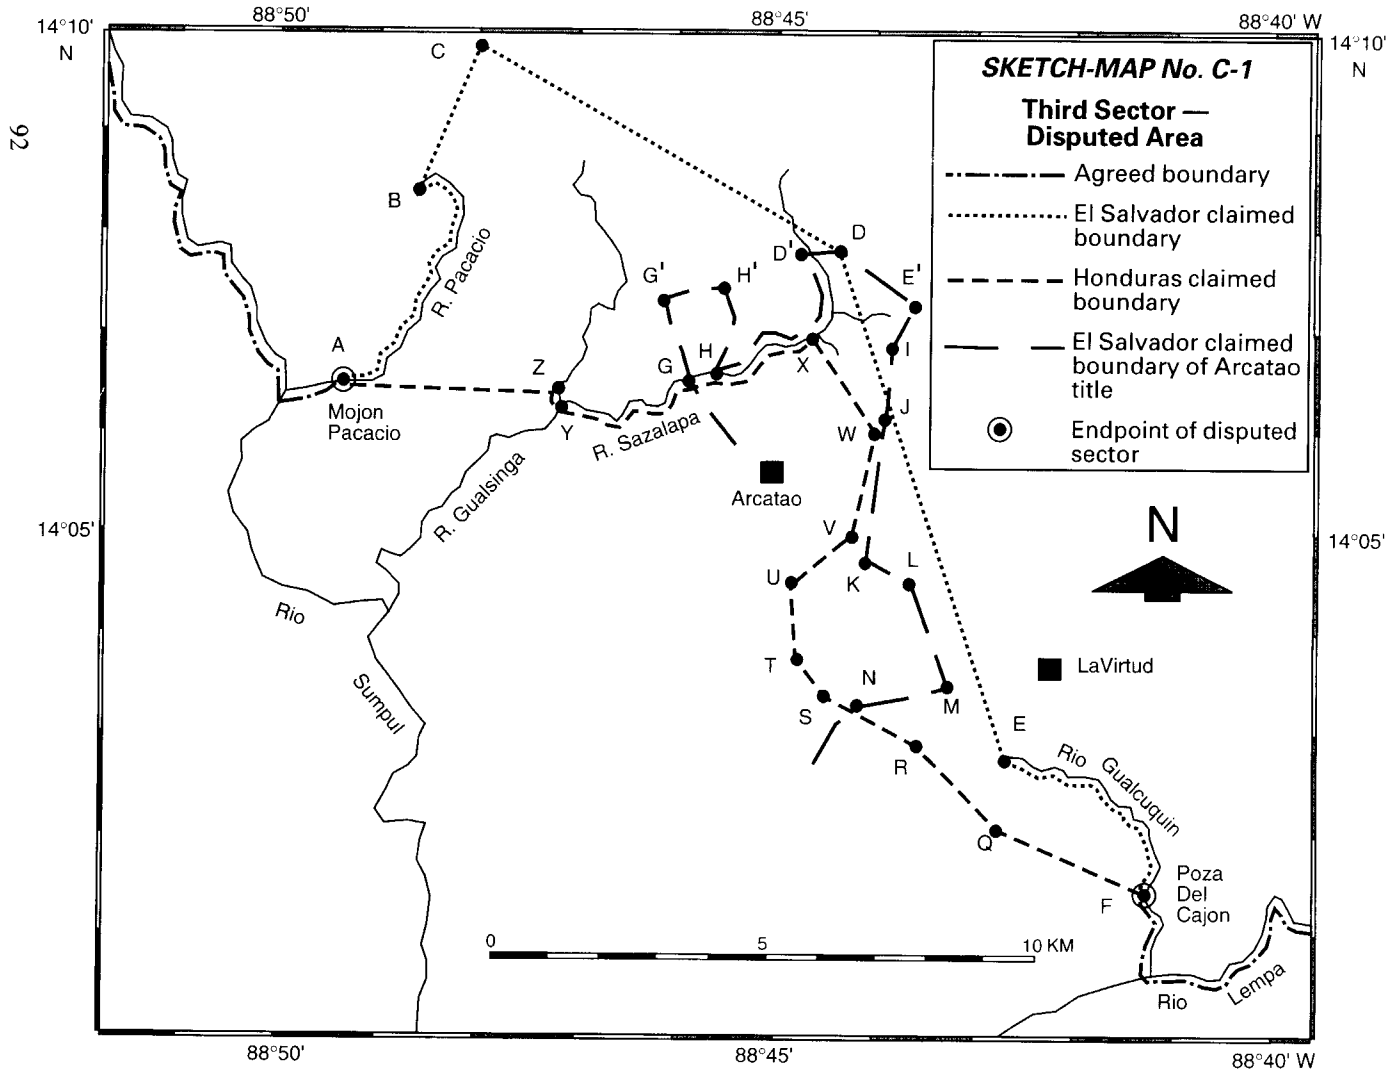 88°50'
88°45'
88°40' W
14°10'
N
14°10'
N
92
SKETCH-MAP No. C-1
Third Sector —
Disputed Area
Agreed boundary
El Salvador claimed
boundary
Honduras claimed
boundary
El Salvador claimed
boundary of Arcatao
title
Endpoint of disputed
sector
C
B
R. Pacacio
A
Mojon
Pacacio
D'
D
E'
G'
H'
I
Z
G
H
X
J
Y
R. Sazalapa
W
Arcatao
R. Gualsinga
14°05'
14°05'
N
V
K
L
U
Rio
Sumpul
T
N
M
S
R
LaVirtud
E
Rio Gualcuquin
Q
F
Poza
Del
Cajon
0
5
10 KM
Rio
Lempa
88°50'
88°45'
88°40' W